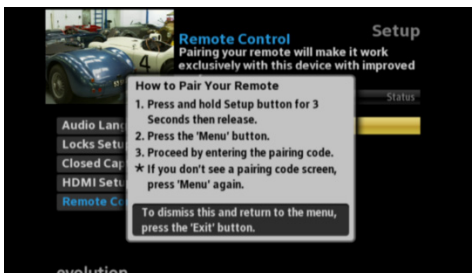 Setup
Remote Control
Pairing your remote will make it work
exclusively with this device with improved
Status
How to Pair Your Remote
1. Press and hold Setup button for 3
Seconds then release.
2. Press the 'Menu' button.
3. Proceed by entering the pairing code.
* If you don't see a pairing code screen,
press 'Menu' again.
To dismiss this and return to the menu,
press the 'Exit' button.
Audio Lan
Locks Setu
Closed Cap
HDMI Setu
Remote Co
evolution
4